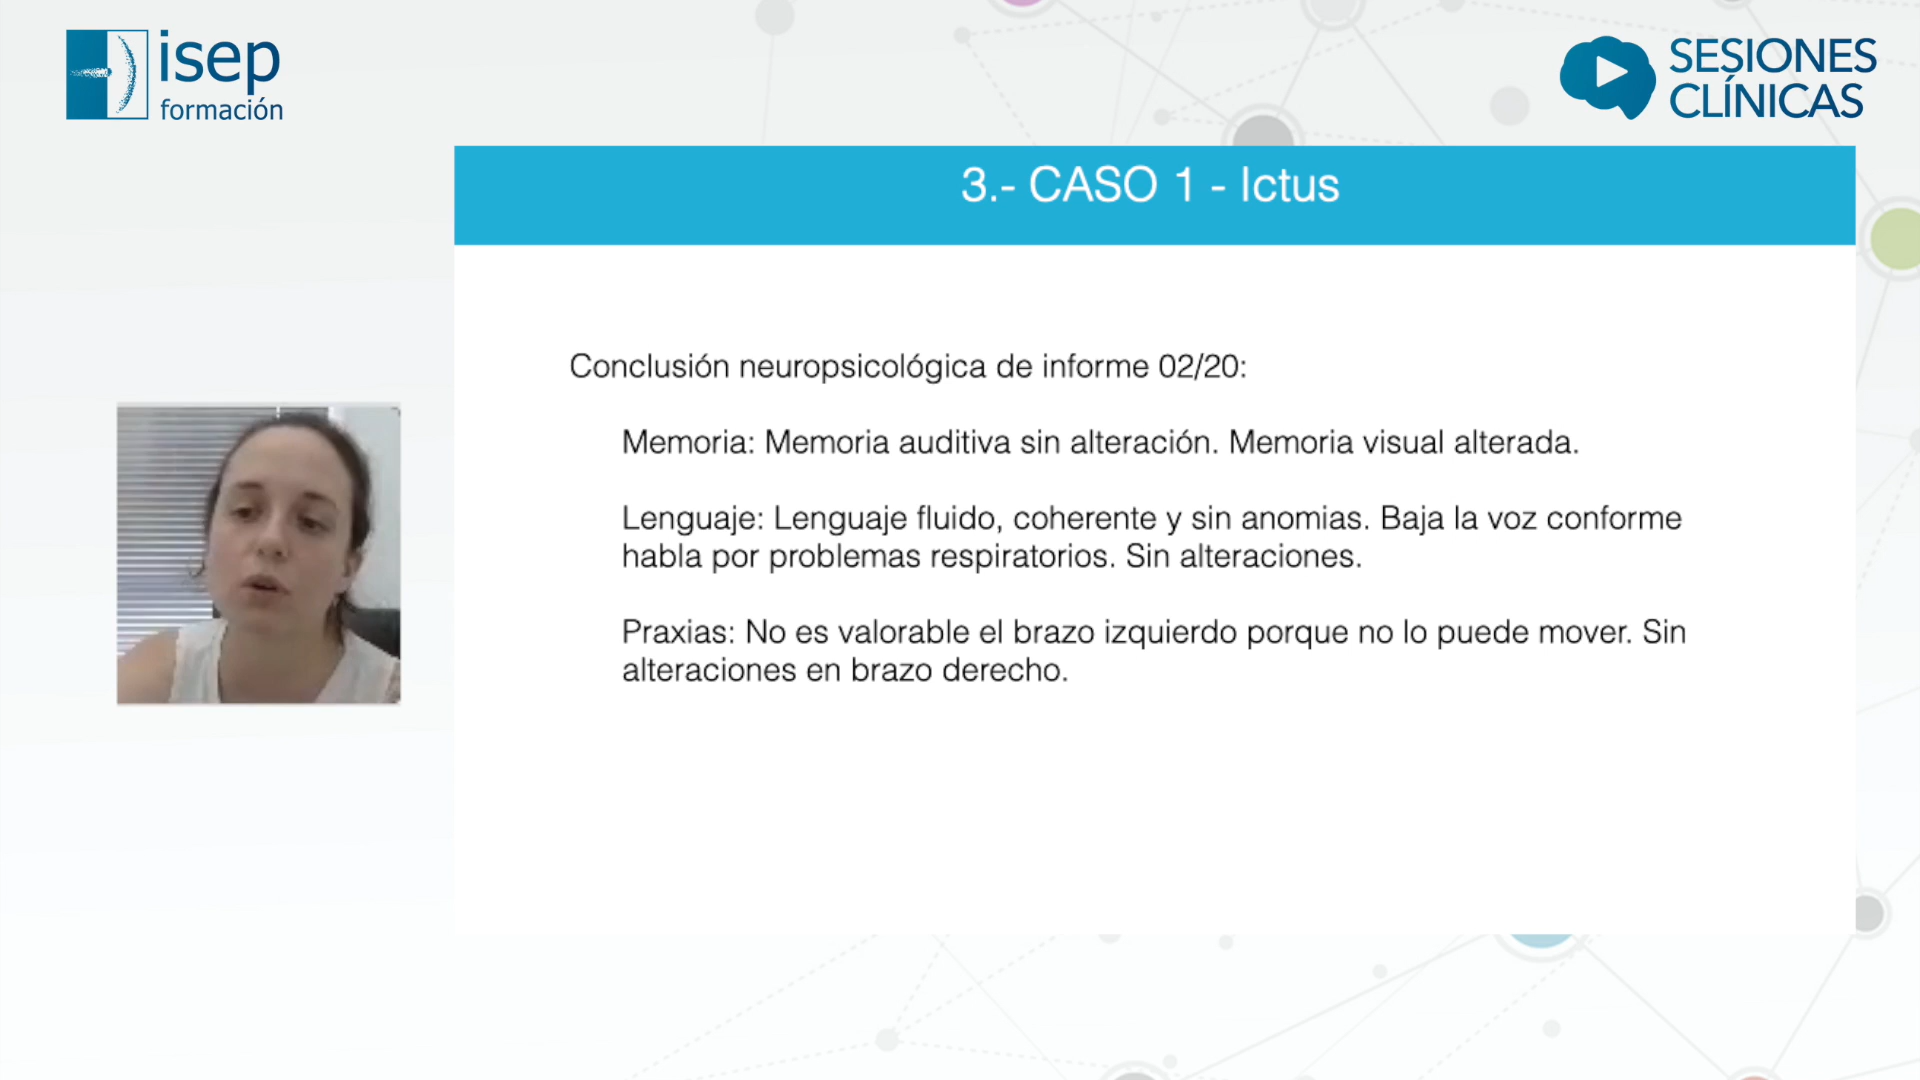 isep
formación
SESIONES
CLÍNICAS
3.- CASO 1 - Ictus
Conclusión neuropsicológica de informe 02/20:
Memoria: Memoria auditiva sin alteración. Memoria visual alterada.
Lenguaje: Lenguaje fluido, coherente y sin anomias. Baja la voz conforme
habla por problemas respiratorios. Sin alteraciones.
Praxias: No es valorable el brazo izquierdo porque no lo puede mover. Sin
alteraciones en brazo derecho.